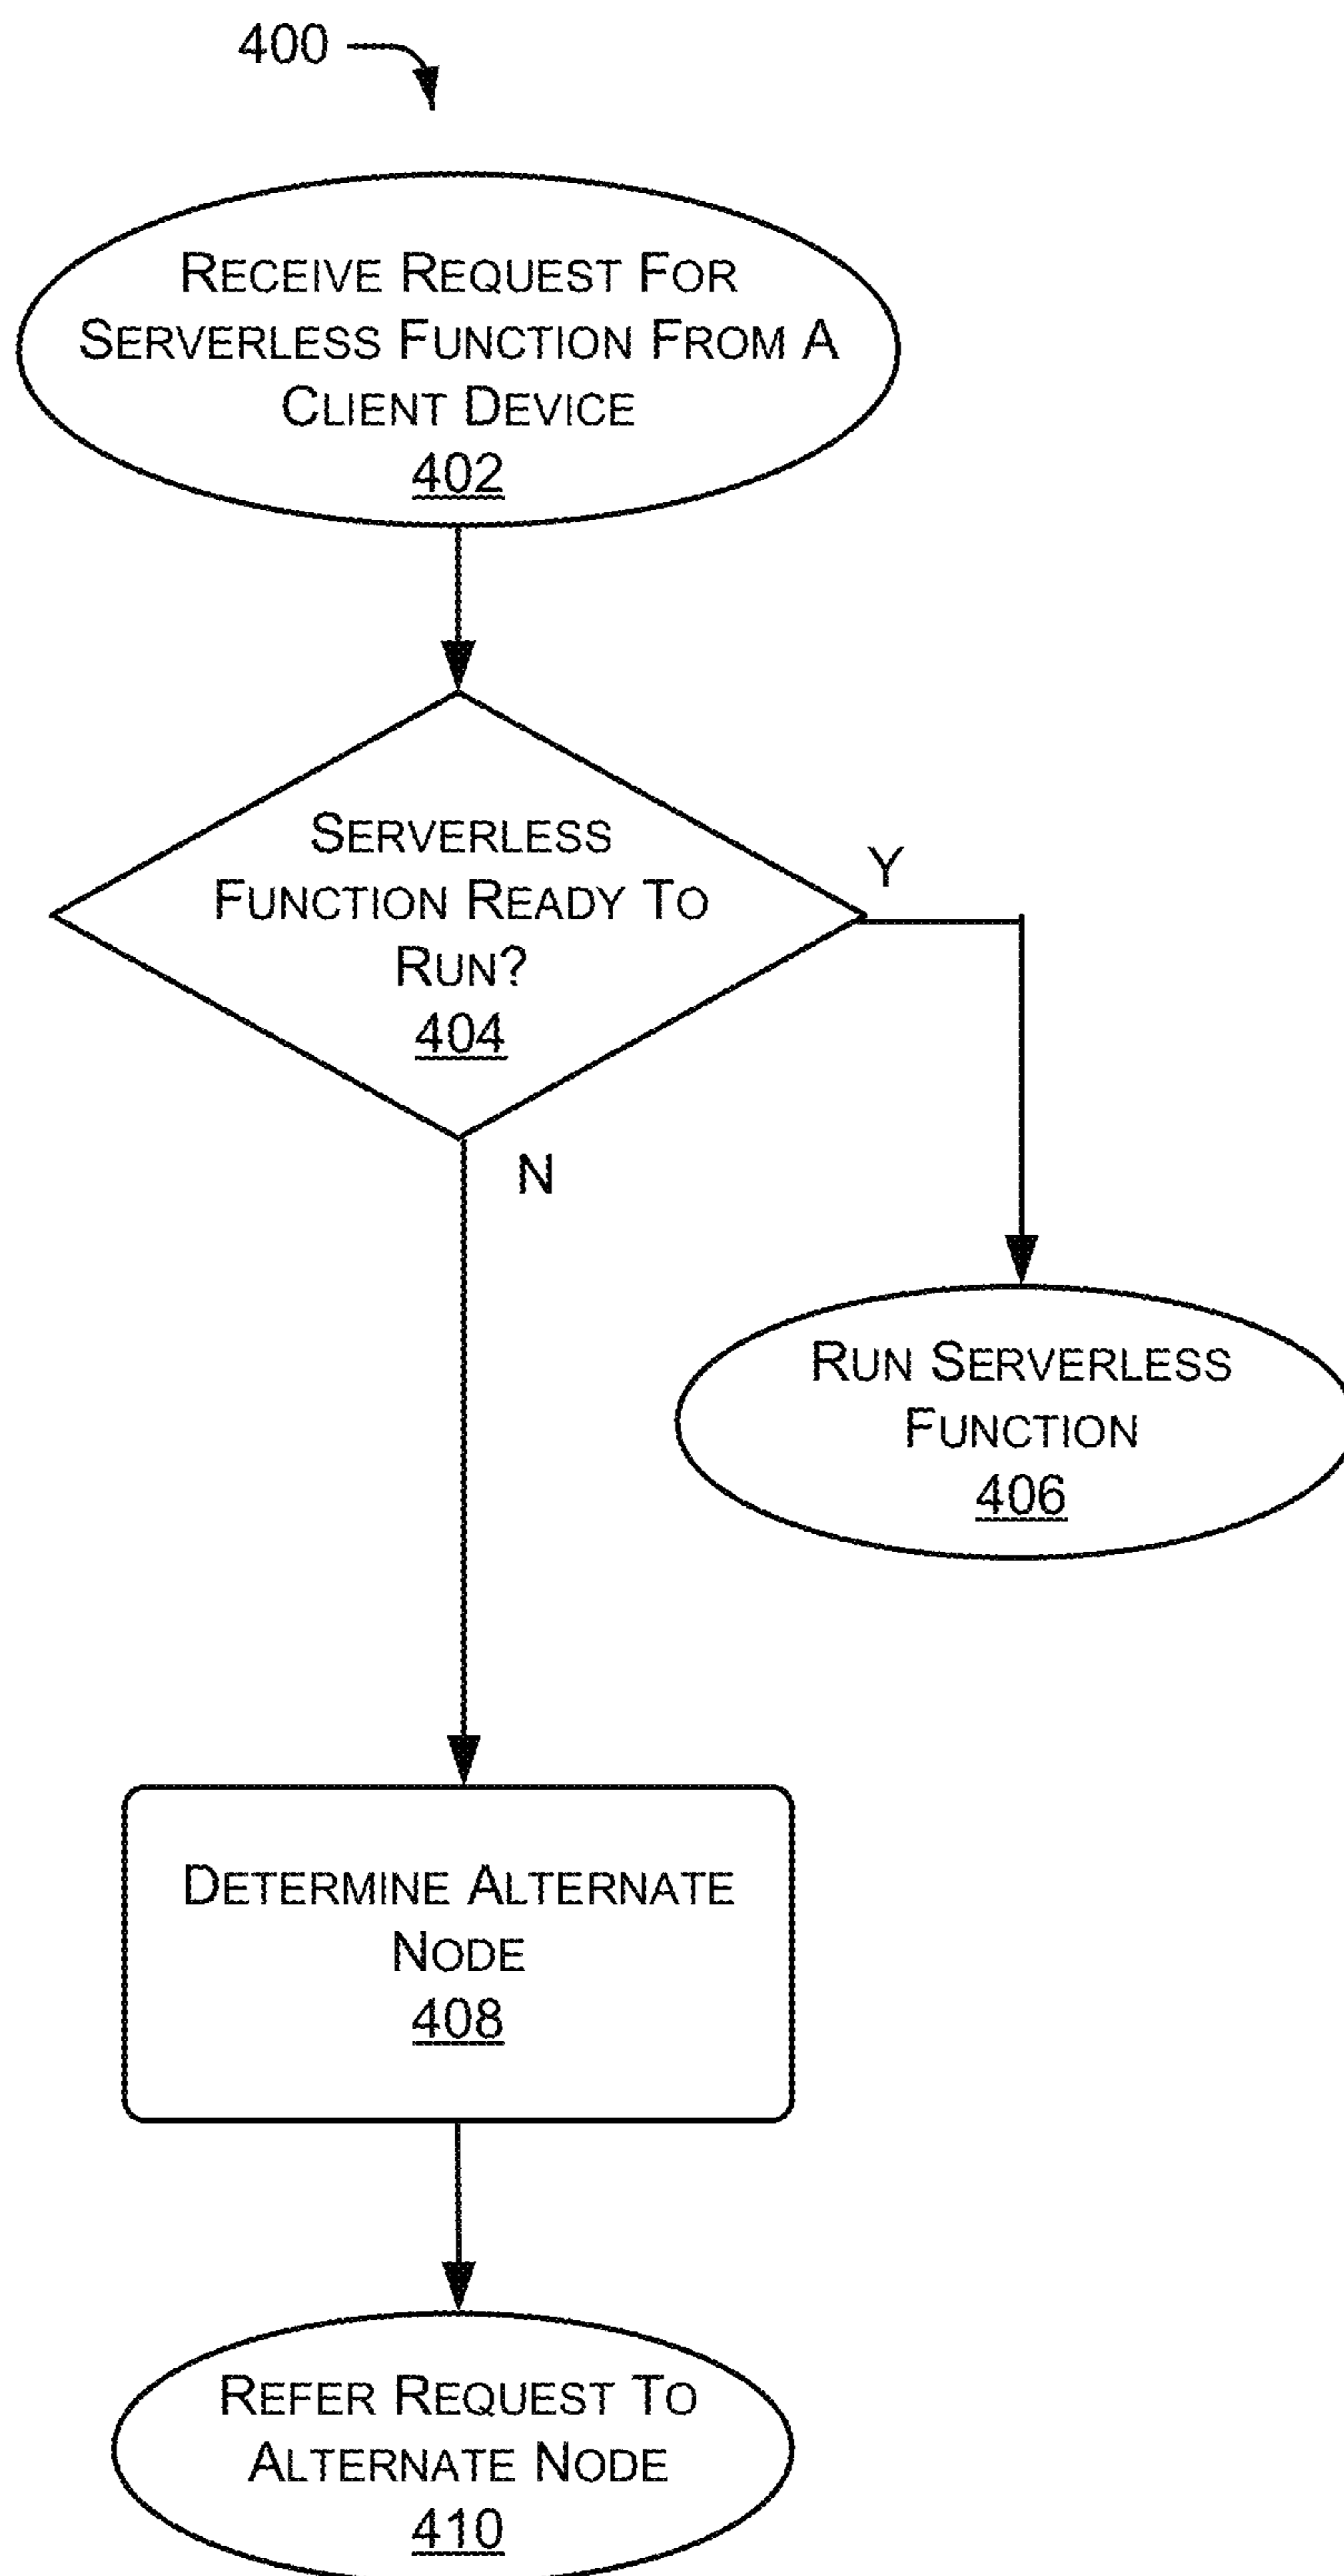 400
RECEIVE REQUEST FOR
SERVERLESS FUNCTION FROM A
CLIENT DEVICE
402
SERVERLESS
FUNCTION READY TO
RUN?
404
Y
N
RUN SERVERLESS
FUNCTION
406
DETERMINE ALTERNATE
NODE
408
REFER REQUEST TO
ALTERNATE NODE
410